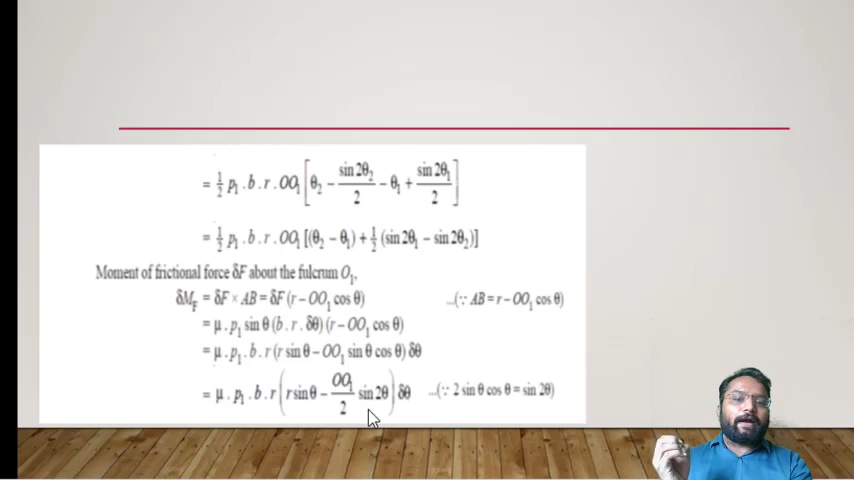 = ½ p₁ . b . r . OO₁ [θ₂ − sin 2θ₂/2 − θ₁ + sin 2θ₁/2]
= ½ p₁ . b . r . OO₁ [(θ₂ − θ₁) + ½ (sin 2θ₁ − sin 2θ₂)]
Moment of frictional force δF about the fulcrum O₁,
δM_F = δF × AB = δF (r − OO₁ cos θ) ...(∵ AB = r − OO₁ cos θ)
= μ . p₁ sin θ (b . r . δθ) (r − OO₁ cos θ)
= μ . p₁ . b . r (r sin θ − OO₁ sin θ cos θ) δθ
= μ . p₁ . b . r (r sin θ − OO₁/2 sin 2θ) δθ ...(∵ 2 sin θ cos θ = sin 2θ)